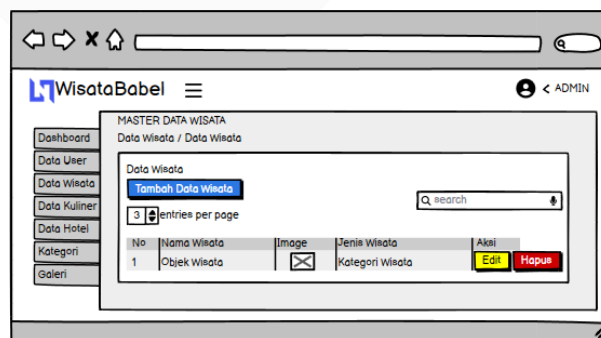 WisataBabel
< ADMIN
MASTER DATA WISATA
Data Wisata / Data Wisata
Dashboard
Data User
Data Wisata
Data Kuliner
Data Hotel
Kategori
Galeri
Data Wisata
Tambah Data Wisata
search
3 entries per page
No Nama Wisata Image Jenis Wisata Aksi
1 Objek Wisata Kategori Wisata Edit Hapus